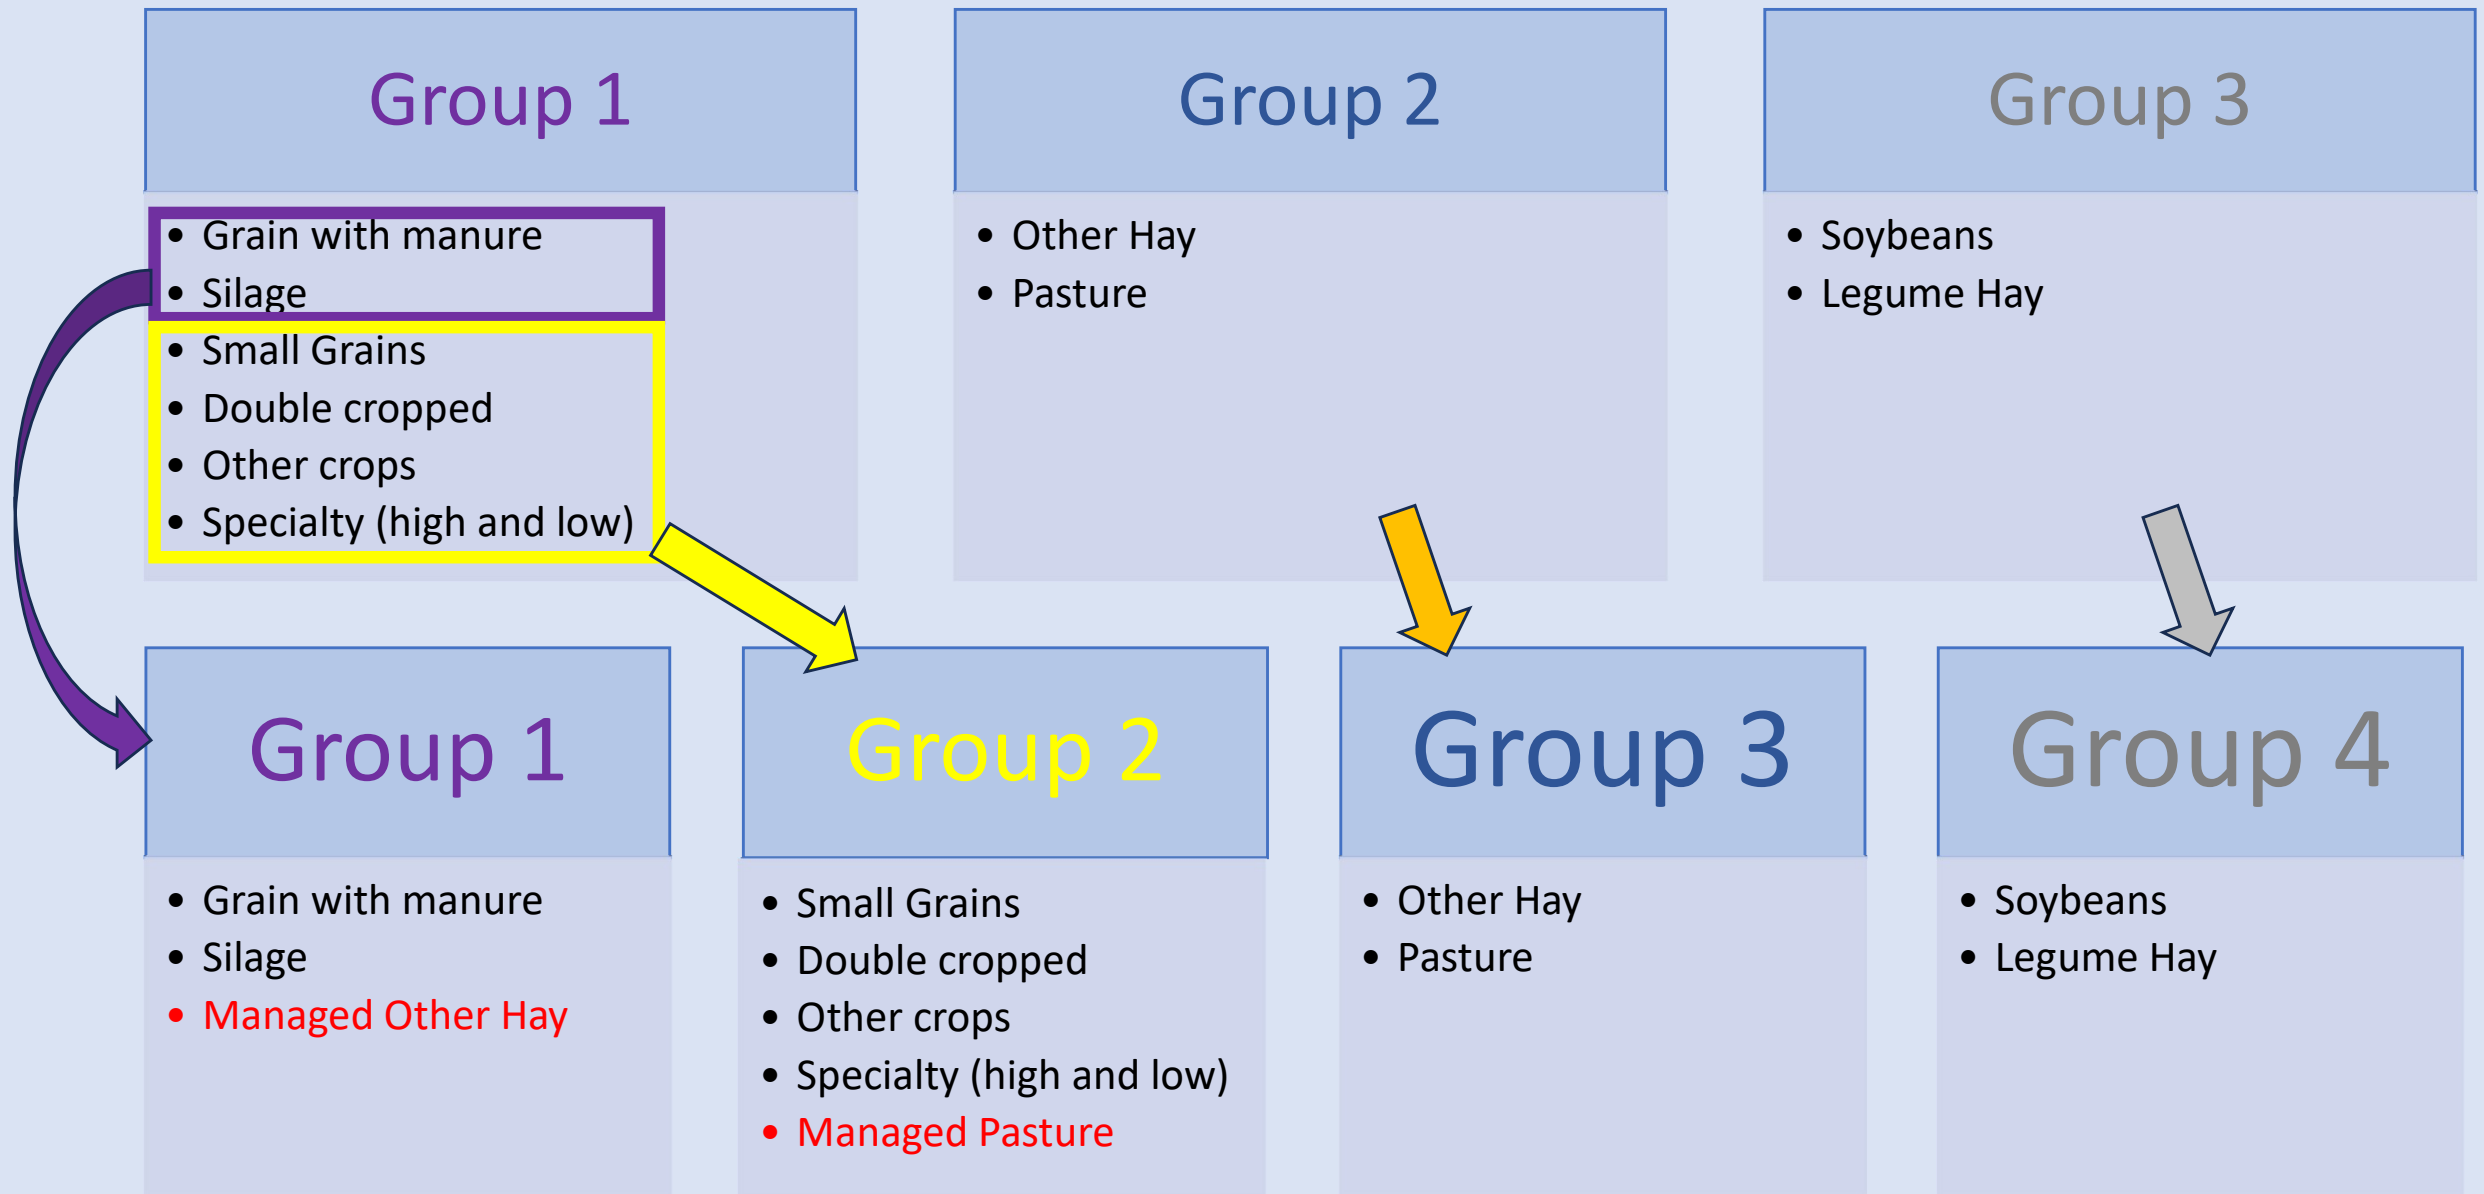 Group 1
• Grain with manure
• Silage
• Small Grains
• Double cropped
• Other crops
• Specialty (high and low)
Group 2
• Other Hay
• Pasture
Group 3
• Soybeans
• Legume Hay
Group 1
• Grain with manure
• Silage
• Managed Other Hay
Group 2
• Small Grains
• Double cropped
• Other crops
• Specialty (high and low)
• Managed Pasture
Group 3
• Other Hay
• Pasture
Group 4
• Soybeans
• Legume Hay